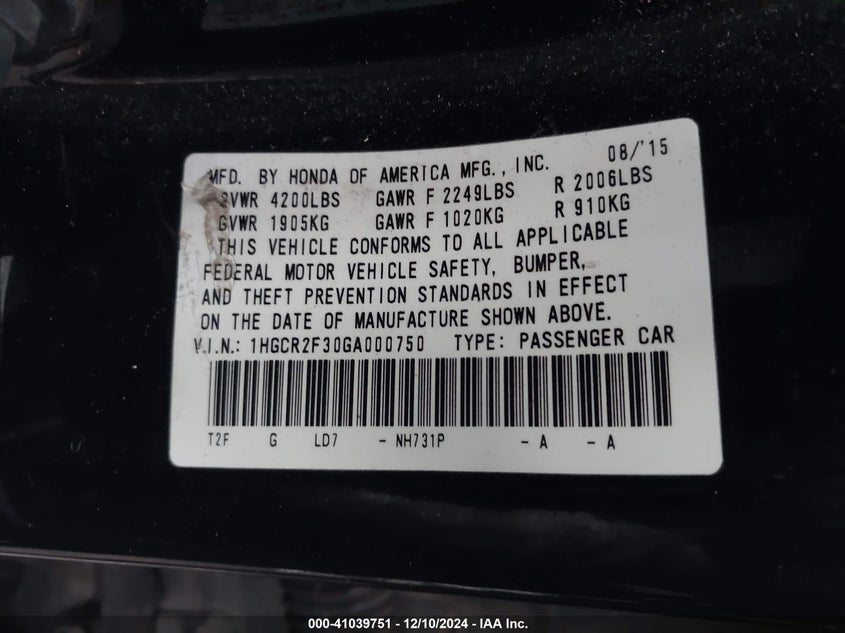 MFD. BY HONDA OF AMERICA MFG., INC. 08/'15
GVWR 4200LBS GAWR F 2249LBS R 2006LBS
GVWR 1905KG GAWR F 1020KG R 910KG
THIS VEHICLE CONFORMS TO ALL APPLICABLE
FEDERAL MOTOR VEHICLE SAFETY, BUMPER,
AND THEFT PREVENTION STANDARDS IN EFFECT
ON THE DATE OF MANUFACTURE SHOWN ABOVE.
V.I.N.: 1HGCR2F30GA000750 TYPE: PASSENGER CAR
T2F G LD7 - NH731P - A - A
000-41039751 - 12/10/2024 - IAA Inc.